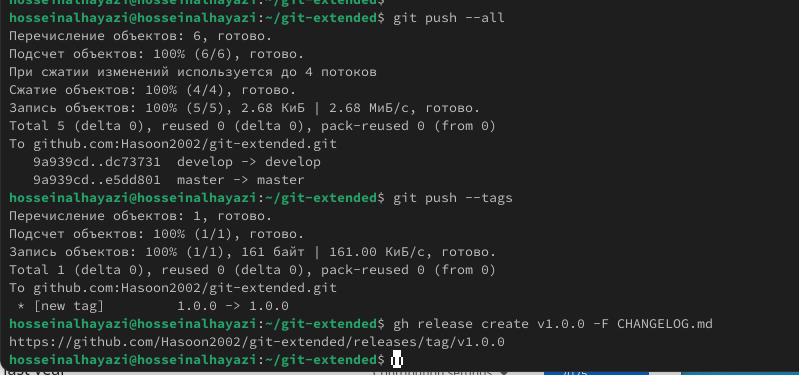 hosseinalhayazi@hosseinalhayazi:~/git-extended$
hosseinalhayazi@hosseinalhayazi:~/git-extended$ git push --all
Перечисление объектов: 6, готово.
Подсчет объектов: 100% (6/6), готово.
При сжатии изменений используется до 4 потоков
Сжатие объектов: 100% (4/4), готово.
Запись объектов: 100% (5/5), 2.68 КиБ | 2.68 МиБ/с, готово.
Total 5 (delta 0), reused 0 (delta 0), pack-reused 0 (from 0)
To github.com:Hasoon2002/git-extended.git
   9a939cd..dc73731  develop -> develop
   9a939cd..e5dd801  master -> master
hosseinalhayazi@hosseinalhayazi:~/git-extended$ git push --tags
Перечисление объектов: 1, готово.
Подсчет объектов: 100% (1/1), готово.
Запись объектов: 100% (1/1), 161 байт | 161.00 КиБ/с, готово.
Total 1 (delta 0), reused 0 (delta 0), pack-reused 0 (from 0)
To github.com:Hasoon2002/git-extended.git
 * [new tag]         1.0.0 -> 1.0.0
hosseinalhayazi@hosseinalhayazi:~/git-extended$ gh release create v1.0.0 -F CHANGELOG.md
https://github.com/Hasoon2002/git-extended/releases/tag/v1.0.0
hosseinalhayazi@hosseinalhayazi:~/git-extended$